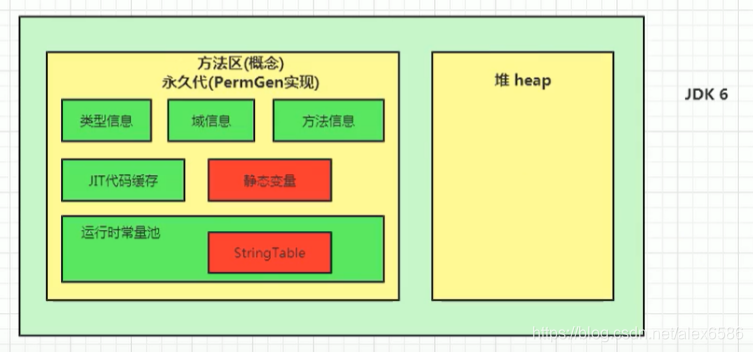 方法区(概念)
永久代(PermGen实现)
类型信息
域信息
方法信息
JIT代码缓存
静态变量
运行时常量池
StringTable
堆 heap
JDK 6
https://blog.csdn.net/alex6586